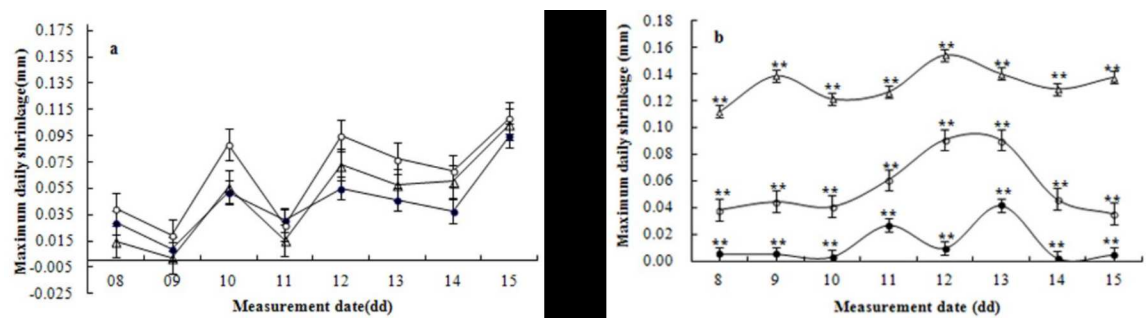 a
Maximum daily shrinkage(mm)
0.175
0.155
0.135
0.115
0.095
0.075
0.055
0.035
0.015
-0.005
-0.025
08 09 10 11 12 13 14 15
Measurement date(dd)
b
Maximum daily shrinkage (mm)
0.18
0.16
0.14
0.12
0.10
0.08
0.06
0.04
0.02
0.00
** ** ** ** ** ** ** **
** ** ** ** ** ** ** **
** ** ** ** ** ** ** **
8 9 10 11 12 13 14 15
Measurement date (dd)